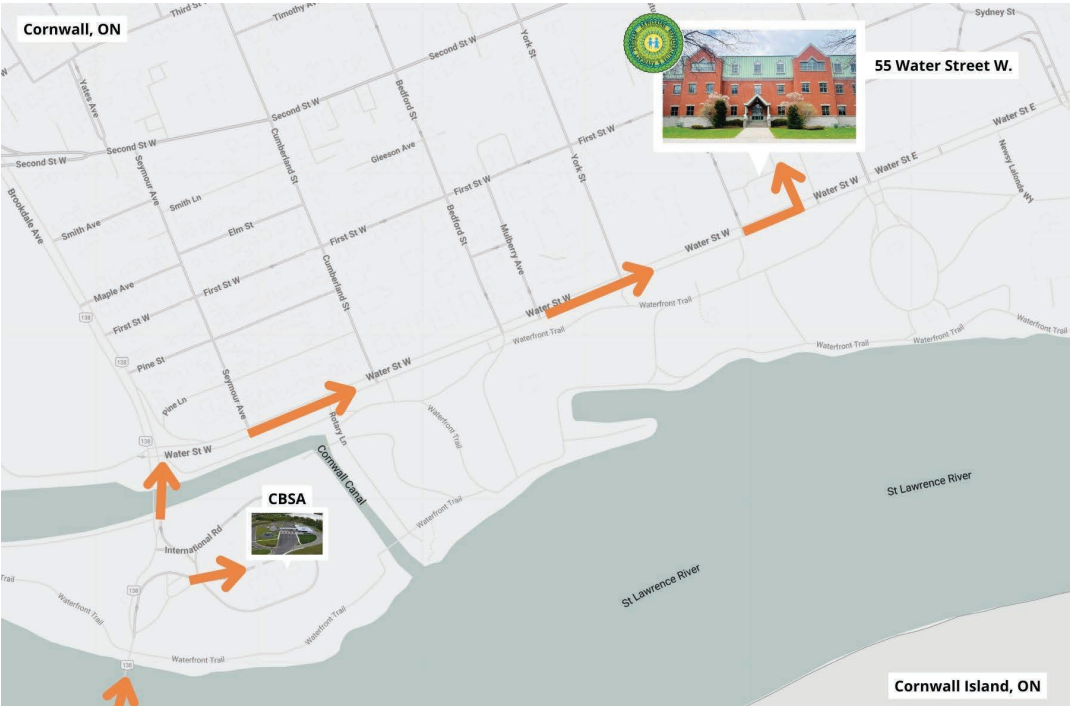 Cornwall, ON
Third St W
Timothy A
Sydney St
Second St W
York St
55 Water Street W.
Yates Ave
Bedford St
Second St W
Water St E
First St W
Cumberland St
Second St W
Second St W
Gleeson Ave
York St
Water St E
Newsy Lalonde Wy
Seymour Ave
First St W
Water St W
Brookdale Ave
Smith Ln
Bedford St
Smith Ave
Elm St
Mulberry Ave
Water St W
First St W
Maple Ave
First St W
Cumberland St
Water St W
Waterfront Trail
138
First St W
Waterfront Trail
Waterfront Trail
Waterfront Trail
Waterfront Trail
138
Pine St
Water St W
Seymour Ave
Pine Ln
Rotary Ln
Waterfront Trail
138
Water St W
Cornwall Canal
St Lawrence River
CBSA
Waterfront Trail
International Rd
Trail
138
St Lawrence River
Waterfront Trail
Waterfront Trail
Waterfront Trail
138
Cornwall Island, ON